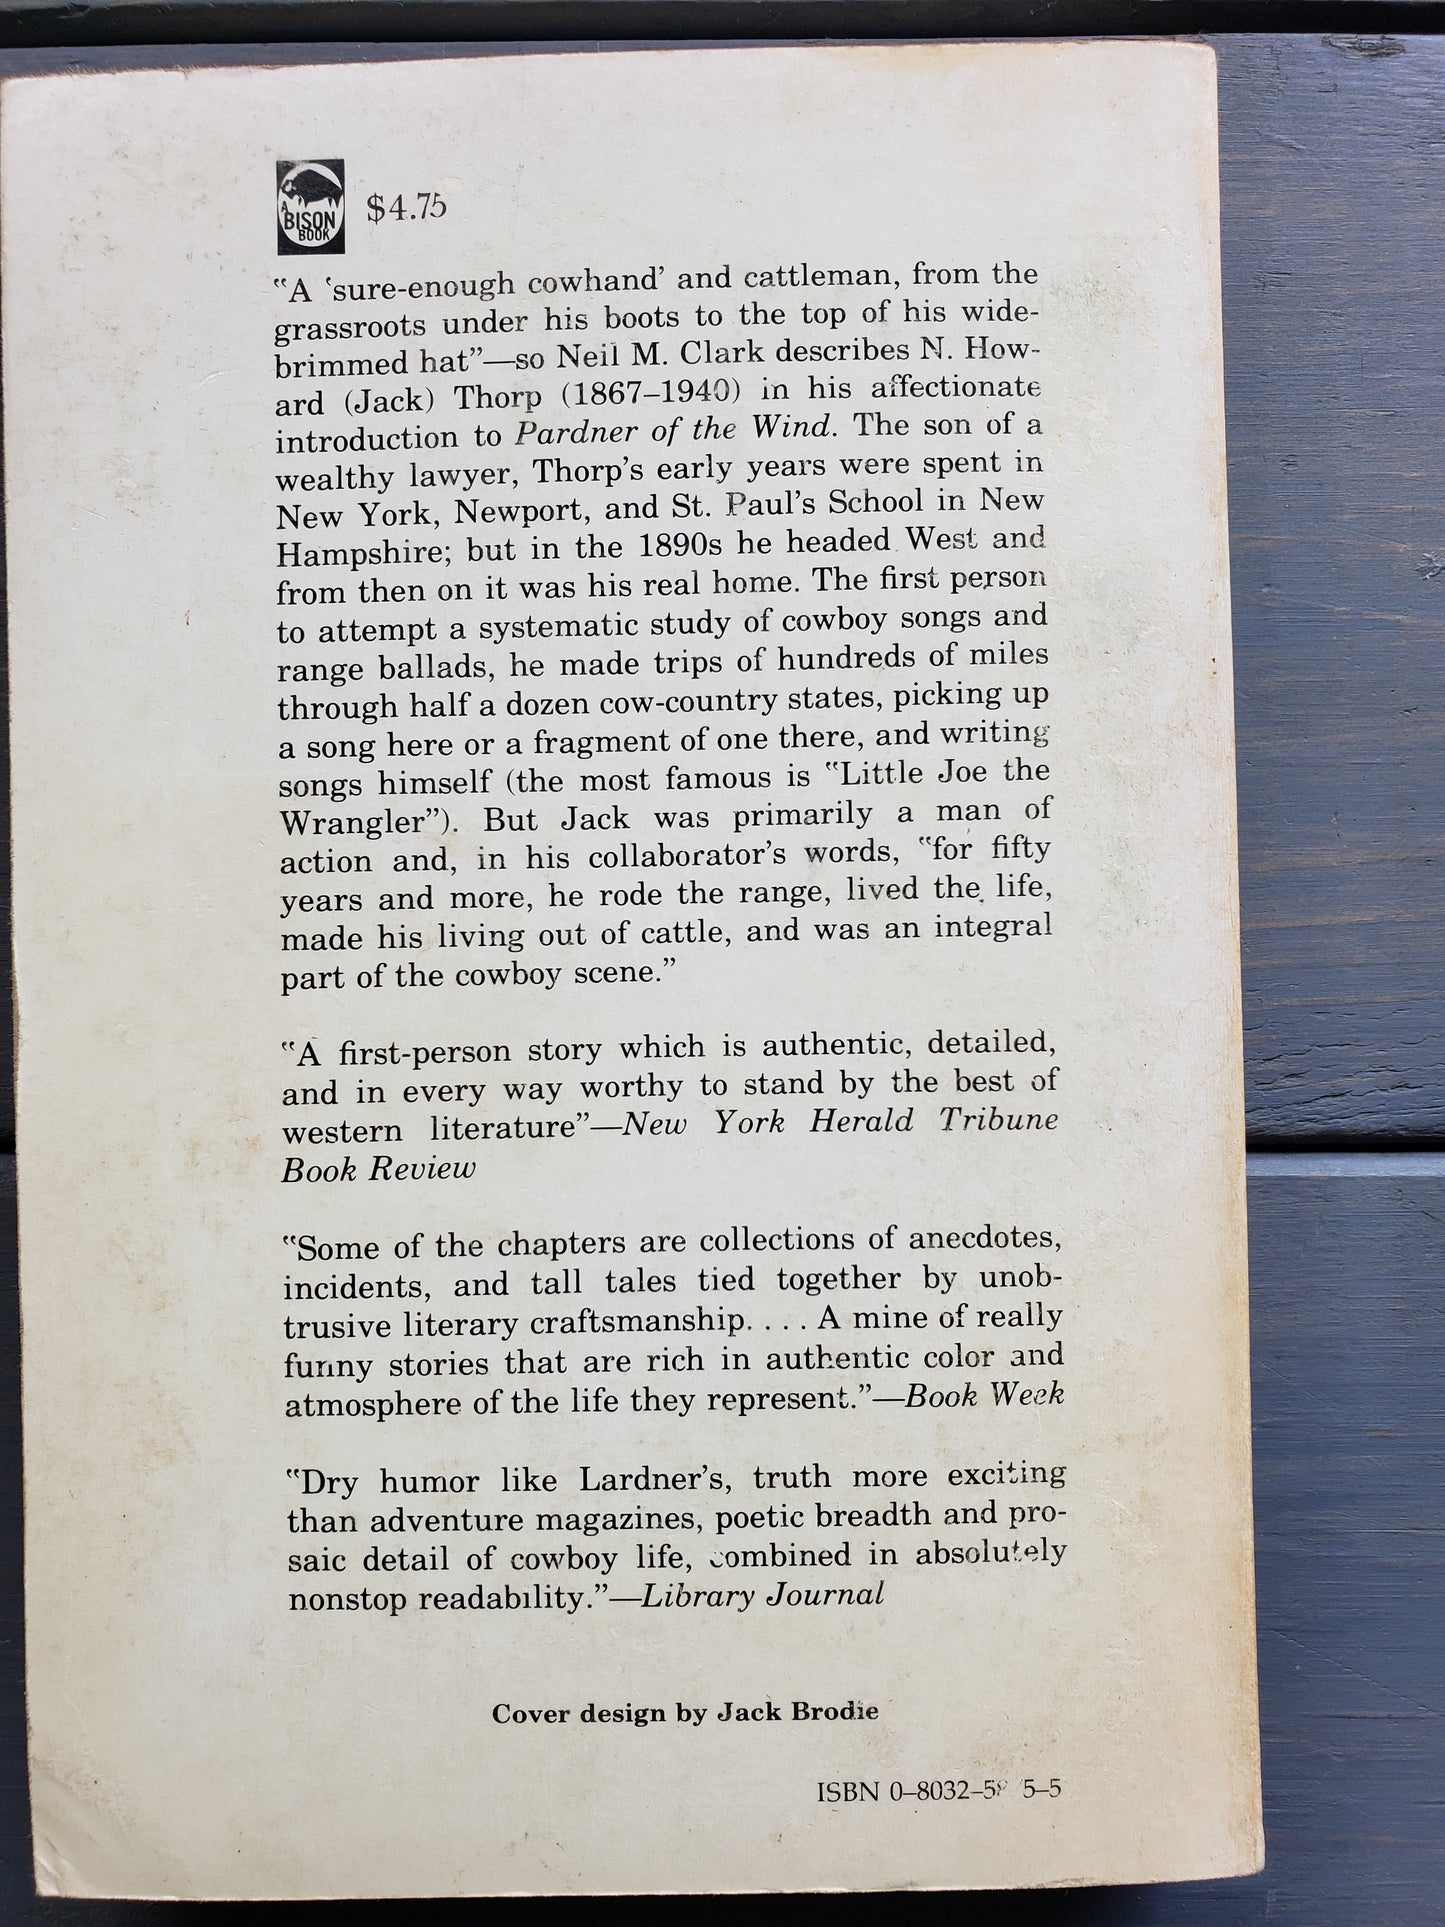 A
BISON
BOOK
$4.75
"A 'sure-enough cowhand' and cattleman, from the
grassroots under his boots to the top of his wide-
brimmed hat"—so Neil M. Clark describes N. How-
ard (Jack) Thorp (1867–1940) in his affectionate
introduction to Pardner of the Wind. The son of a
wealthy lawyer, Thorp's early years were spent in
New York, Newport, and St. Paul's School in New
Hampshire; but in the 1890s he headed West and
from then on it was his real home. The first person
to attempt a systematic study of cowboy songs and
range ballads, he made trips of hundreds of miles
through half a dozen cow-country states, picking up
a song here or a fragment of one there, and writing
songs himself (the most famous is "Little Joe the
Wrangler"). But Jack was primarily a man of
action and, in his collaborator's words, "for fifty
years and more, he rode the range, lived the life,
made his living out of cattle, and was an integral
part of the cowboy scene."
"A first-person story which is authentic, detailed,
and in every way worthy to stand by the best of
western literature"—New York Herald Tribune
Book Review
"Some of the chapters are collections of anecdotes,
incidents, and tall tales tied together by unob-
trusive literary craftsmanship. . . . A mine of really
funny stories that are rich in authentic color and
atmosphere of the life they represent."—Book Week
"Dry humor like Lardner's, truth more exciting
than adventure magazines, poetic breadth and pro-
saic detail of cowboy life, combined in absolutely
nonstop readability."—Library Journal
Cover design by Jack Brodie
ISBN